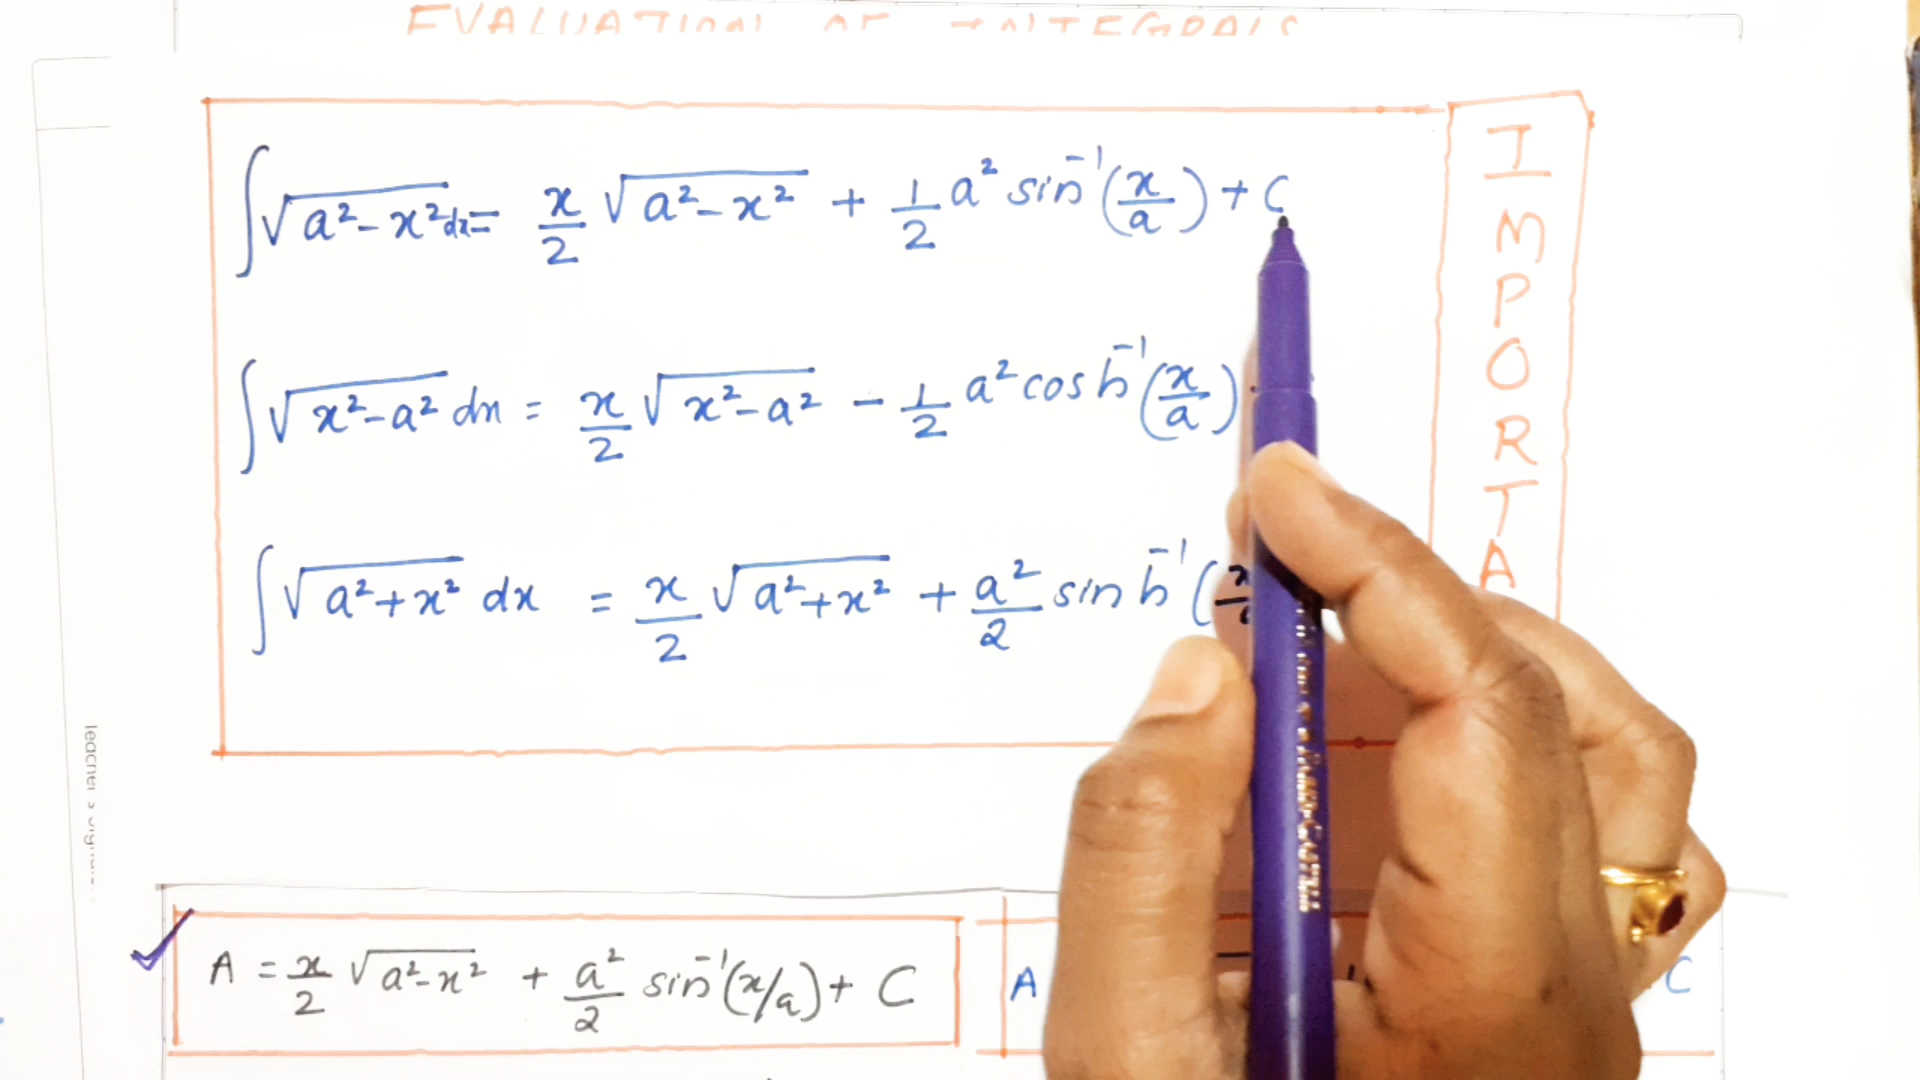 EVALUATION OF INTEGRALS
∫√(a²-x²) dx = x/2 √(a²-x²) + 1/2 a² sin⁻¹(x/a) + C
∫√(x²-a²) dx = x/2 √(x²-a²) - 1/2 a² cosh⁻¹(x/a)
∫√(a²+x²) dx = x/2 √(a²+x²) + a²/2 sinh⁻¹(x
I
M
P
O
R
T
A
A = x/2 √(a²-x²) + a²/2 sin⁻¹(x/a) + C
A
C